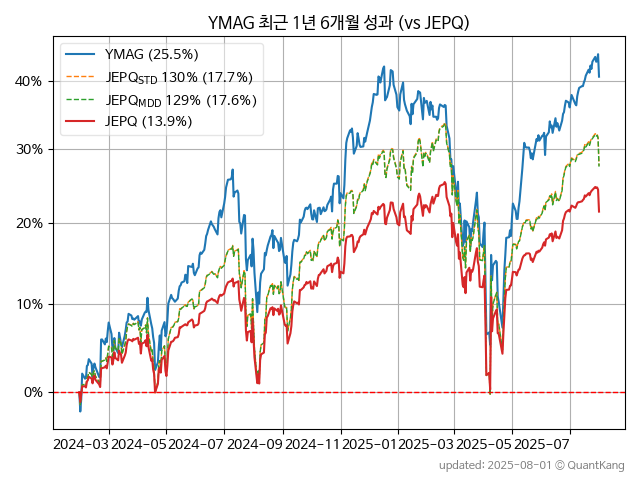 YMAG 최근 1년 6개월 성과 (vs JEPQ)
YMAG (25.5%)
JEPQSTD 130% (17.7%)
JEPQMDD 129% (17.6%)
JEPQ (13.9%)
40%
30%
20%
10%
0%
2024-03 2024-05 2024-07 2024-09 2024-11 2025-01 2025-03 2025-05 2025-07
updated: 2025-08-01 © QuantKang